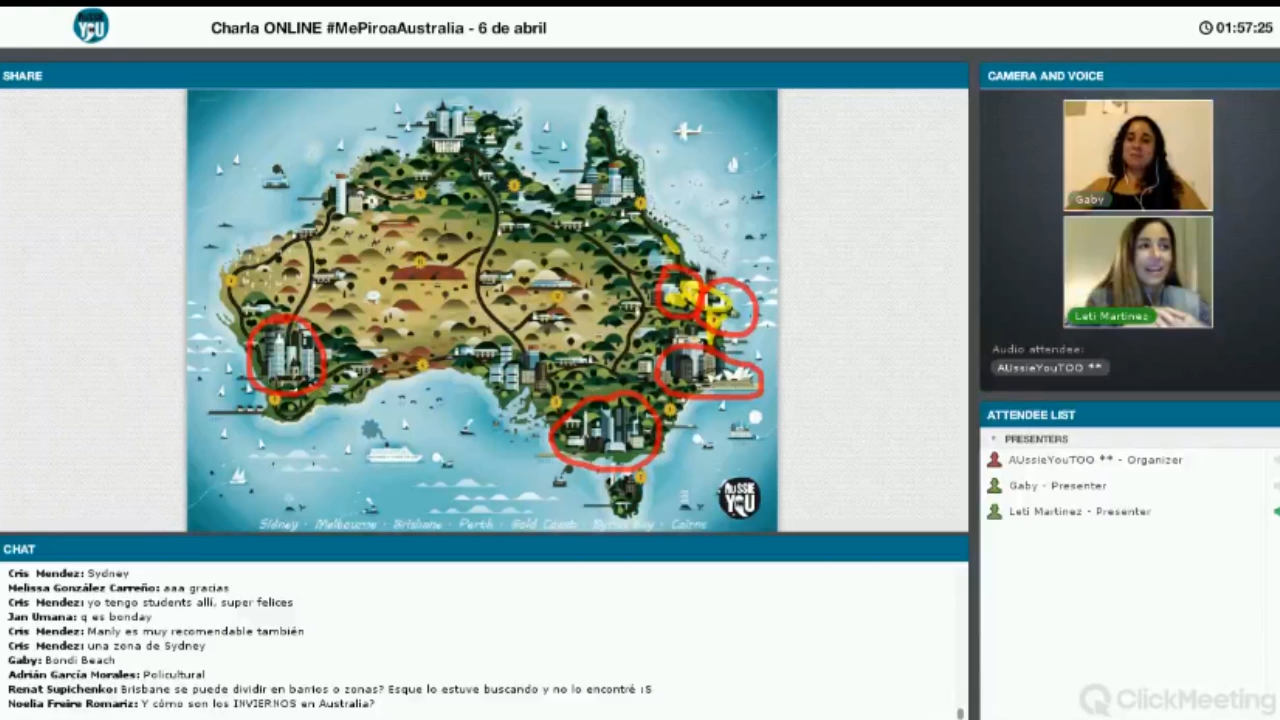 AUSSIE
YOU
Charla ONLINE #MePiroaAustralia - 6 de abril
01:57:25
SHARE
CAMERA AND VOICE
Gaby
Leti Martinez
Audio attendee:
AUssieYouTOO **
AUSSIE
YOU
Sidney · Melbourne · Brisbane · Perth · Gold Coast · Byron Bay · Cairns
ATTENDEE LIST
PRESENTERS
AUssieYouTOO ** - Organizer
Gaby - Presenter
Leti Martinez - Presenter
CHAT
Cris Mendez: Sydney
Melissa González Carreño: aaa gracias
Cris Mendez: yo tengo students allí, super felices
Jan Umana: q es bonday
Cris Mendez: Manly es muy recomendable también
Cris Mendez: una zona de Sydney
Gaby: Bondi Beach
Adrián García Morales: Policultural
Renat Supichenko: Brisbane se puede dividir en barrios o zonas? Esque lo estuve buscando y no lo encontré :S
Noelia Freire Romariz: Y cómo son los INVIERNOS en Australia?
ClickMeeting